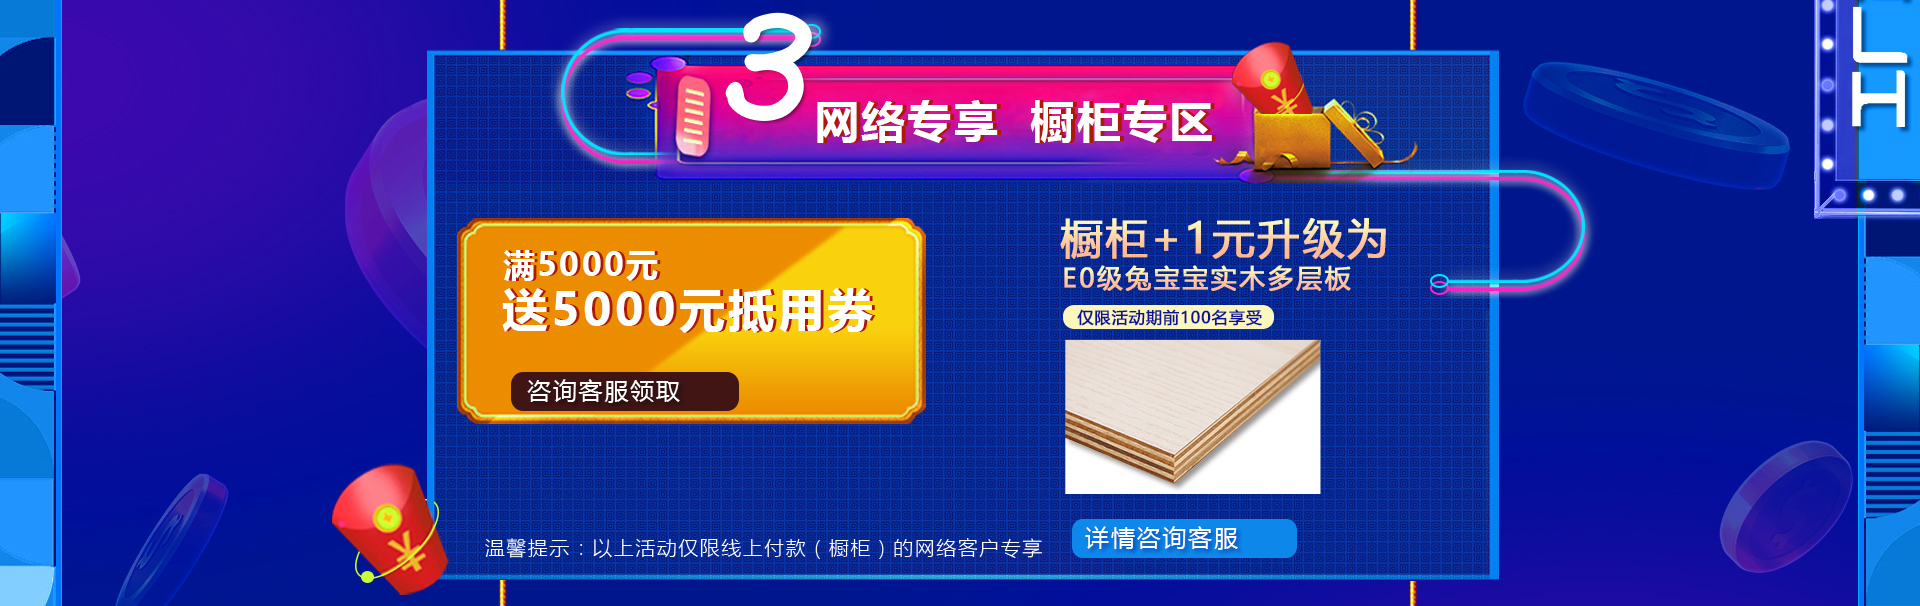 3
网络专享 橱柜专区
LH
满5000元
送5000元抵用券
咨询客服领取
橱柜+1元升级为
E0级兔宝宝实木多层板
仅限活动期前100名享受
详情咨询客服
温馨提示：以上活动仅限线上付款（橱柜）的网络客户专享